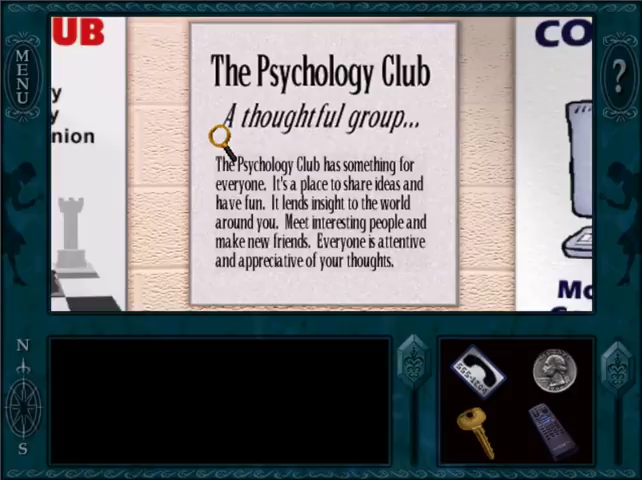 UB
CO
MENU
?
The Psychology Club
A thoughtful group...
y
y
nion
The Psychology Club has something for
everyone. It's a place to share ideas and
have fun. It lends insight to the world
around you. Meet interesting people and
make new friends. Everyone is attentive
and appreciative of your thoughts.
Mo
N
S